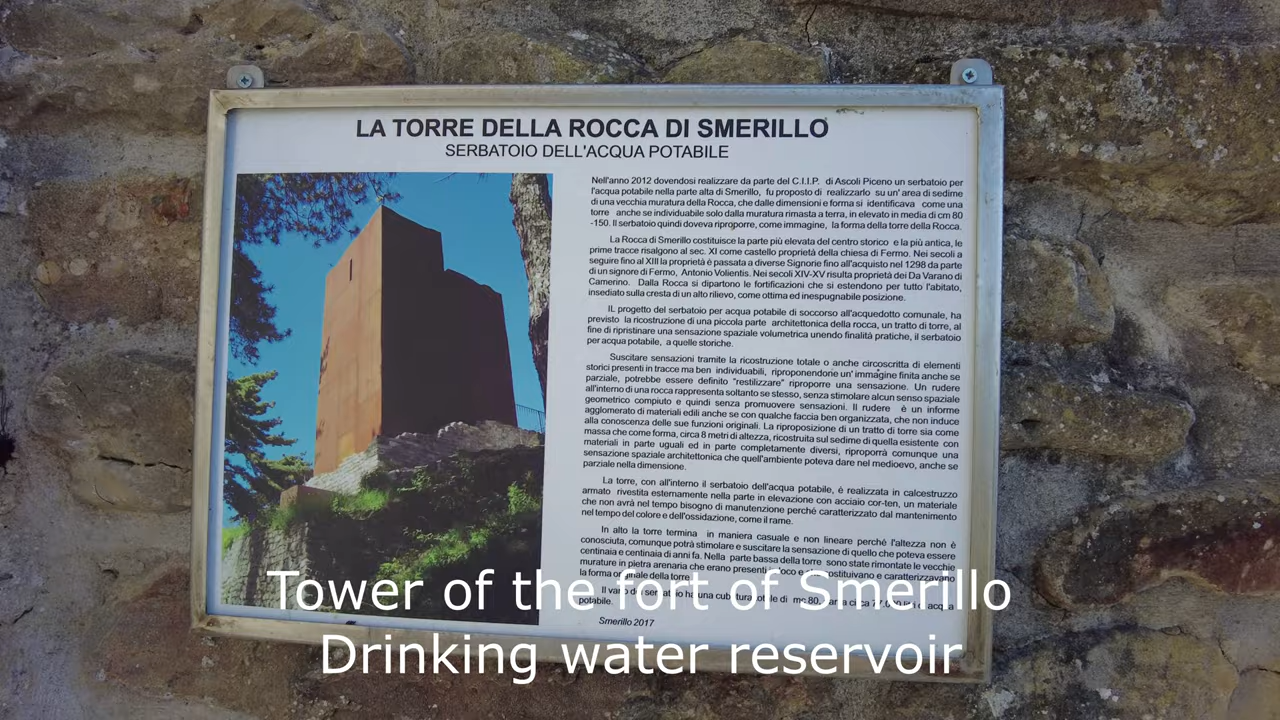 LA TORRE DELLA ROCCA DI SMERILLO
SERBATOIO DELL'ACQUA POTABILE
Nell'anno 2012 dovendosi realizzare da parte del C.I.I.P. di Ascoli Piceno un serbatoio per
l'acqua potabile nella parte alta di Smerillo, fu proposto di realizzarlo su un' area di sedime
di una vecchia muratura della Rocca, che dalle dimensioni e forma si identificava come una
torre anche se individuabile solo dalla muratura rimasta a terra, in elevato in media di cm 80
-150. Il serbatoio quindi doveva riproporre, come immagine, la forma della torre della Rocca.
La Rocca di Smerillo costituisce la parte più elevata del centro storico e la più antica, le
prime tracce risalgono al sec. XI come castello proprietà della chiesa di Fermo. Nei secoli a
seguire fino al XIII la proprietà è passata a diverse Signorie fino all'acquisto nel 1298 da parte
di un signore di Fermo, Antonio Volientis. Nei secoli XIV-XV risulta proprietà dei Da Varano di
Camerino. Dalla Rocca si dipartono le fortificazioni che si estendono per tutto l'abitato,
insediato sulla cresta di un alto rilievo, come ottima ed inespugnabile posizione.
IL progetto del serbatoio per acqua potabile di soccorso all'acquedotto comunale, ha
previsto la ricostruzione di una piccola parte architettonica della rocca, un tratto di torre, al
fine di ripristinare una sensazione spaziale volumetrica unendo finalità pratiche, il serbatoio
per acqua potabile, a quelle storiche.
Suscitare sensazioni tramite la ricostruzione totale o anche circoscritta di elementi
storici presenti in tracce ma ben individuabili, riproponendone un' immagine finita anche se
parziale, potrebbe essere definito "restilizzare" riproporre una sensazione. Un rudere
all'interno di una rocca rappresenta soltanto se stesso, senza stimolare alcun senso spaziale
geometrico compiuto e quindi senza promuovere sensazioni. Il rudere è un informe
agglomerato di materiali edili anche se con qualche faccia ben organizzata, che non induce
alla conoscenza delle sue funzioni originali. La riproposizione di un tratto di torre sia come
massa che come forma, circa 8 metri di altezza, ricostruita sul sedime di quella esistente con
materiali in parte uguali ed in parte completamente diversi, riproporrà comunque una
sensazione spaziale architettonica che quell'ambiente poteva dare nel medioevo, anche se
parziale nella dimensione.
La torre, con all'interno il serbatoio dell'acqua potabile, è realizzata in calcestruzzo
armato rivestita esternamente nella parte in elevazione con acciaio cor-ten, un materiale
che non avrà nel tempo bisogno di manutenzione perché caratterizzato dal mantenimento
nel tempo del colore e dell'ossidazione, come il rame.
In alto la torre termina in maniera casuale e non lineare perché l'altezza non è
conosciuta, comunque potrà stimolare e suscitare la sensazione di quello che poteva essere
centinaia e centinaia di anni fa. Nella parte bassa della torre sono state rimontate le vecchie
murature in pietra arenaria che erano presenti costituivano e caratterizzavano
la forma originale della torre
Il di ha una di mc 80, circa di acqua
potabile.
Smerillo 2017
Tower of the fort of Smerillo
Drinking water reservoir